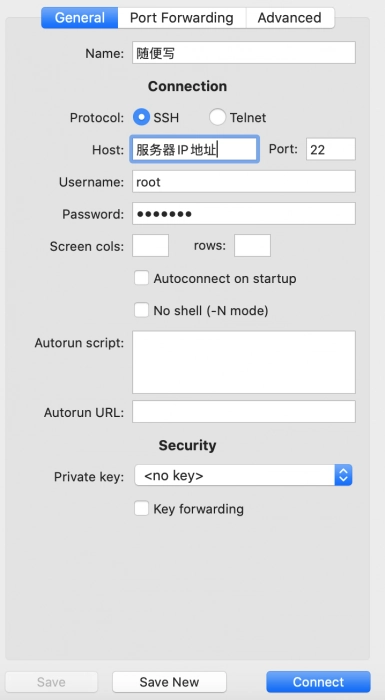 General Port Forwarding Advanced
Name: 随便写
Connection
Protocol: SSH Telnet
Host: 服务器IP地址 Port: 22
Username: root
Password: •••••••
Screen cols: rows:
Autoconnect on startup
No shell (-N mode)
Autorun script:
Autorun URL:
Security
Private key: <no key>
Key forwarding
Save Save New Connect